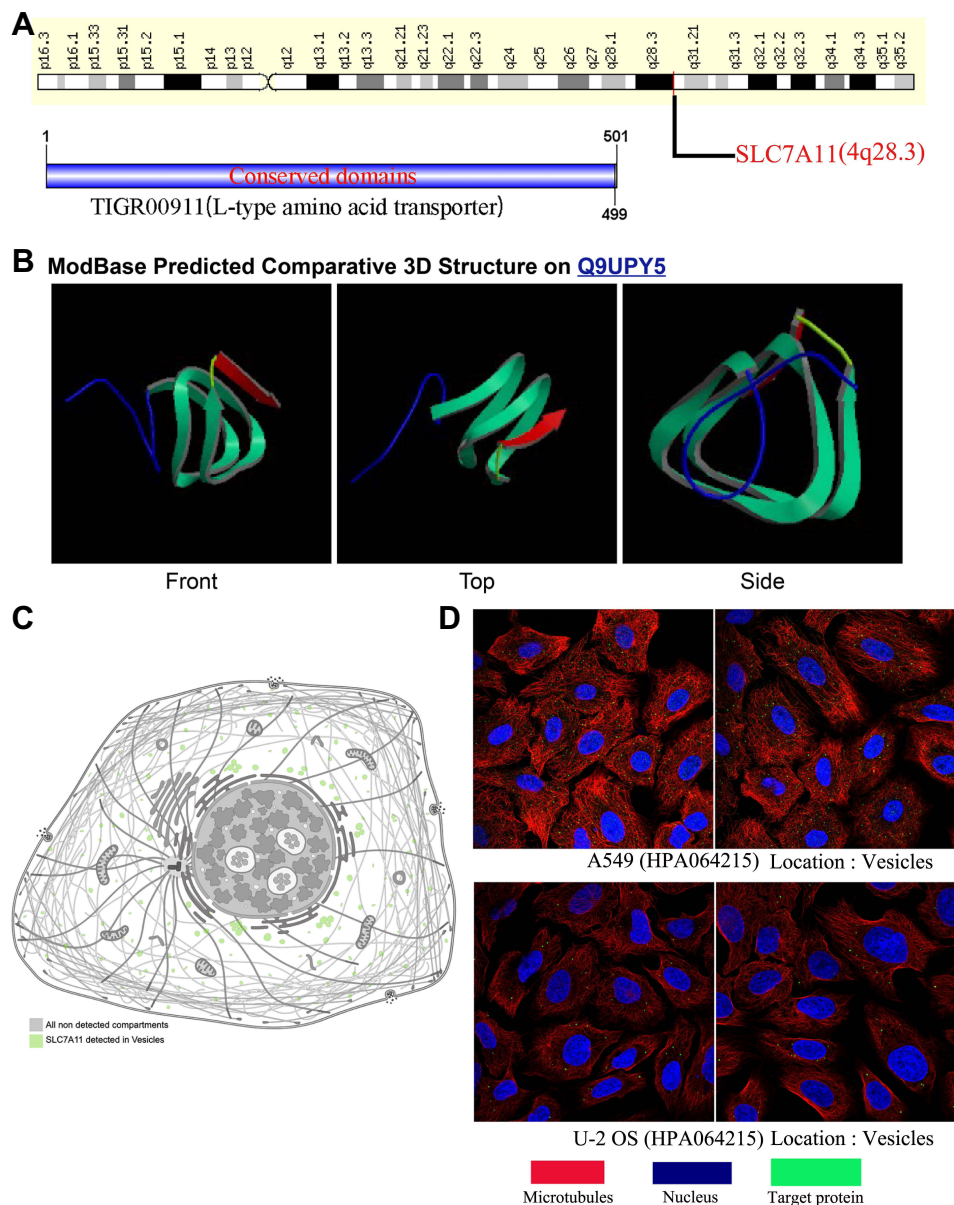 A
p16.3 p16.1 p15.33 p15.31 p15.2 p15.1 p14 p13 p12 q12 q13.1 q13.2 q13.3 q21.21 q21.23 q22.1 q22.3 q24 q25 q26 q27 q28.1 q28.3 q31.21 q31.3 q32.1 q32.2 q32.3 q34.1 q34.3 q35.1 q35.2
1 501
SLC7A11(4q28.3)
Conserved domains
TIGR00911(L-type amino acid transporter)
499
B
ModBase Predicted Comparative 3D Structure on Q9UPY5
Front Top Side
C
All non detected compartments
SLC7A11 detected in Vesicles
D
A549 (HPA064215) Location : Vesicles
U-2 OS (HPA064215) Location : Vesicles
Microtubules Nucleus Target protein